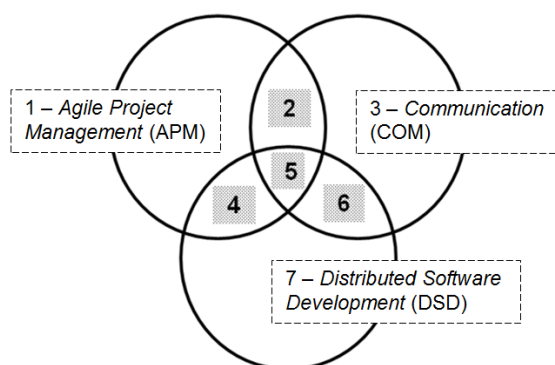 2
1 – Agile Project
Management (APM)
3 – Communication
(COM)
5
4
6
7 – Distributed Software
Development (DSD)